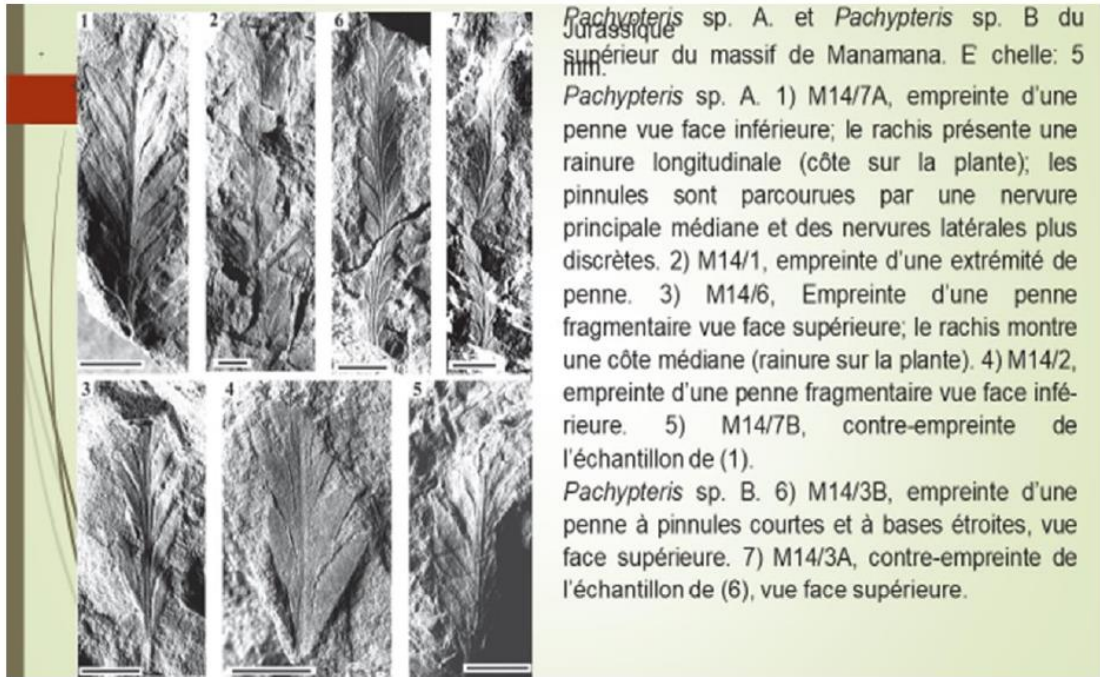 1
2
6
7
3
4
5
Pachypteris sp. A. et Pachypteris sp. B du
Jurassique
supérieur du massif de Manamana. E chelle: 5
mm.
Pachypteris sp. A. 1) M14/7A, empreinte d'une
penne vue face inférieure; le rachis présente une
rainure longitudinale (côte sur la plante); les
pinnules sont parcourues par une nervure
principale médiane et des nervures latérales plus
discrètes. 2) M14/1, empreinte d'une extrémité de
penne. 3) M14/6, Empreinte d'une penne
fragmentaire vue face supérieure; le rachis montre
une côte médiane (rainure sur la plante). 4) M14/2,
empreinte d'une penne fragmentaire vue face infé-
rieure. 5) M14/7B, contre-empreinte de
l'échantillon de (1).
Pachypteris sp. B. 6) M14/3B, empreinte d'une
penne à pinnules courtes et à bases étroites, vue
face supérieure. 7) M14/3A, contre-empreinte de
l'échantillon de (6), vue face supérieure.